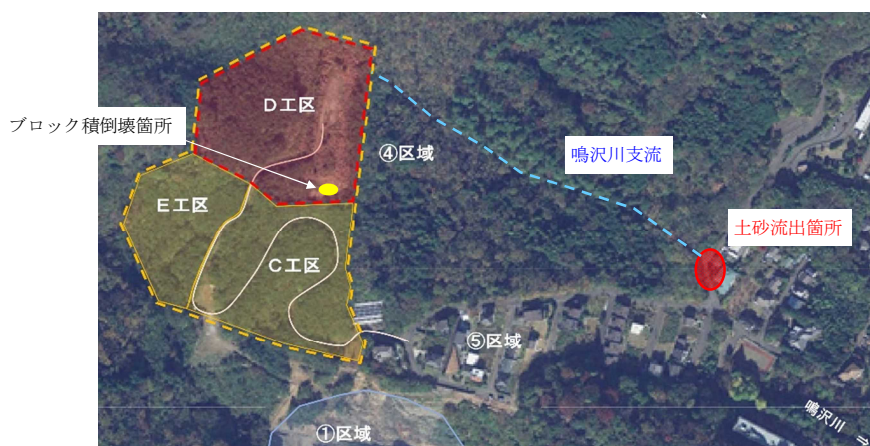 D工区
ブロック積倒壊箇所
④区域
鳴沢川支流
E工区
土砂流出箇所
C工区
⑤区域
①区域
鳴沢川 ⇒